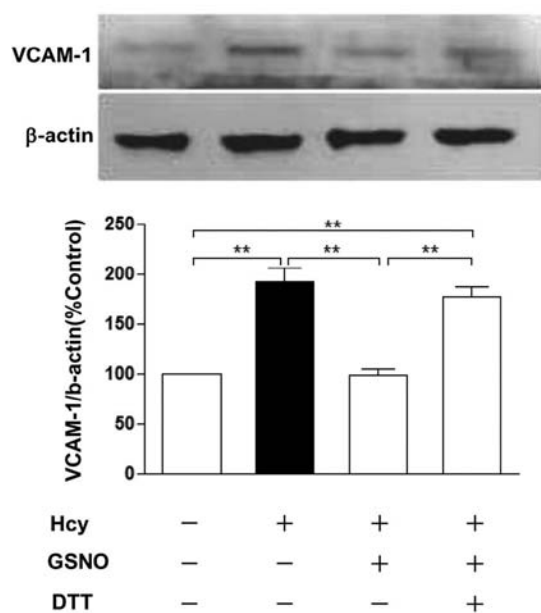 VCAM-1
β-actin
VCAM-1/b-actin(%Control)
250
200
150
100
50
0
**
** ** **
Hcy − + + +
GSNO − − + +
DTT − − − +